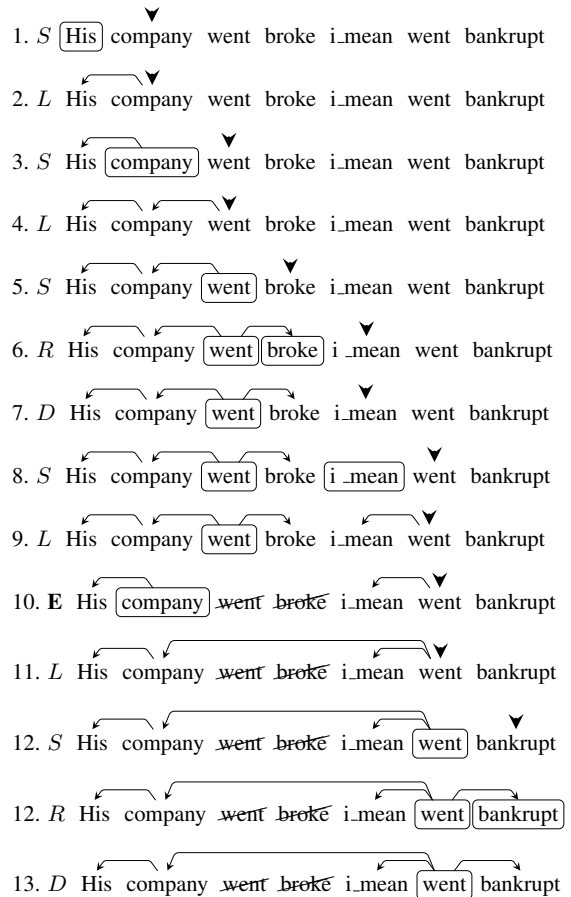 1. S His company went broke i_mean went bankrupt
2. L His company went broke i_mean went bankrupt
3. S His company went broke i_mean went bankrupt
4. L His company went broke i_mean went bankrupt
5. S His company went broke i_mean went bankrupt
6. R His company went broke i_mean went bankrupt
7. D His company went broke i_mean went bankrupt
8. S His company went broke i_mean went bankrupt
9. L His company went broke i_mean went bankrupt
10. E His company went broke i_mean went bankrupt
11. L His company went broke i_mean went bankrupt
12. S His company went broke i_mean went bankrupt
12. R His company went broke i_mean went bankrupt
13. D His company went broke i_mean went bankrupt